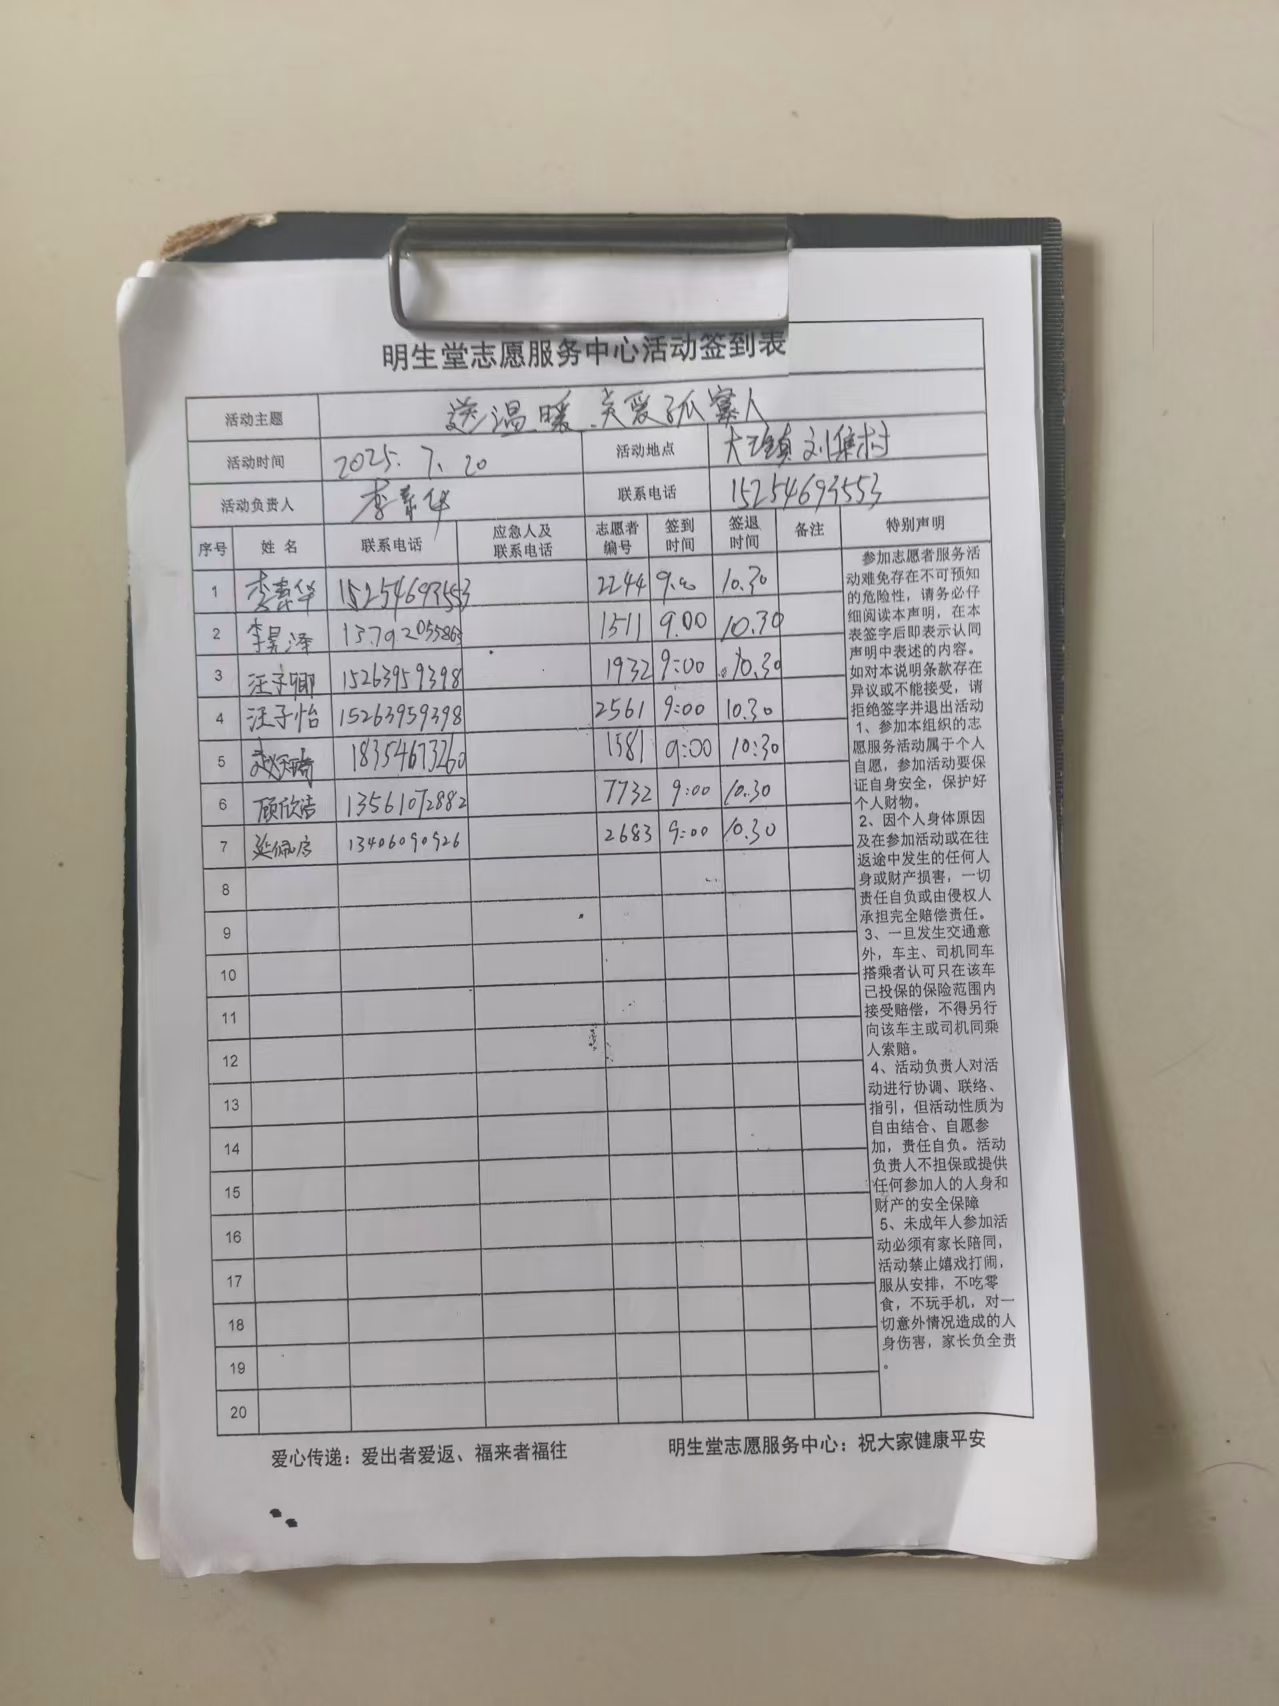 明生堂志愿服务中心活动签到表
活动主题 送温暖.关爱孤寡人
活动时间 2025.7.20 活动地点 大王镇刘集村
活动负责人 李素华 联系电话 15254693553
序号 姓名 联系电话 应急人及联系电话 志愿者编号 签到时间 签退时间 备注 特别声明
1 李素华 15254693553 2244 9:00 10.30
2 李昱泽 13792055863 1511 9:00 10.30
3 汪子卿 15263959398 1932 9:00 10.30
4 汪子怡 15263959398 2561 9:00 10.30
5 18354673260 1581 9:00 10:30
6 顾欣洁 13561072882 7732 9:00 10.30
7 13406090926 2683 9:00 10.30
8
9
10
11
12
13
14
15
16
17
18
19
20
参加志愿者服务活
动难免存在不可预知
的危险性，请务必仔
细阅读本声明，在本
表签字后即表示认同
声明中表述的内容。
如对本说明条款存在
异议或不能接受，请
拒绝签字并退出活动
1、参加本组织的志
愿服务活动属于个人
自愿，参加活动要保
证自身安全，保护好
个人财物。
2、因个人身体原因
及在参加活动或在往
返途中发生的任何人
身或财产损害，一切
责任自负或由侵权人
承担完全赔偿责任。
3、一旦发生交通意
外，车主、司机同车
搭乘者认可只在该车
已投保的保险范围内
接受赔偿，不得另行
向该车主或司机同乘
人索赔。
4、活动负责人对活
动进行协调、联络、
指引，但活动性质为
自由结合、自愿参
加，责任自负。活动
负责人不担保或提供
任何参加人的人身和
财产的安全保障
5、未成年人参加活
动必须有家长陪同，
活动禁止嬉戏打闹，
服从安排，不吃零
食，不玩手机，对一
切意外情况造成的人
身伤害，家长负全责
。
爱心传递：爱出者爱返、福来者福往 明生堂志愿服务中心：祝大家健康平安